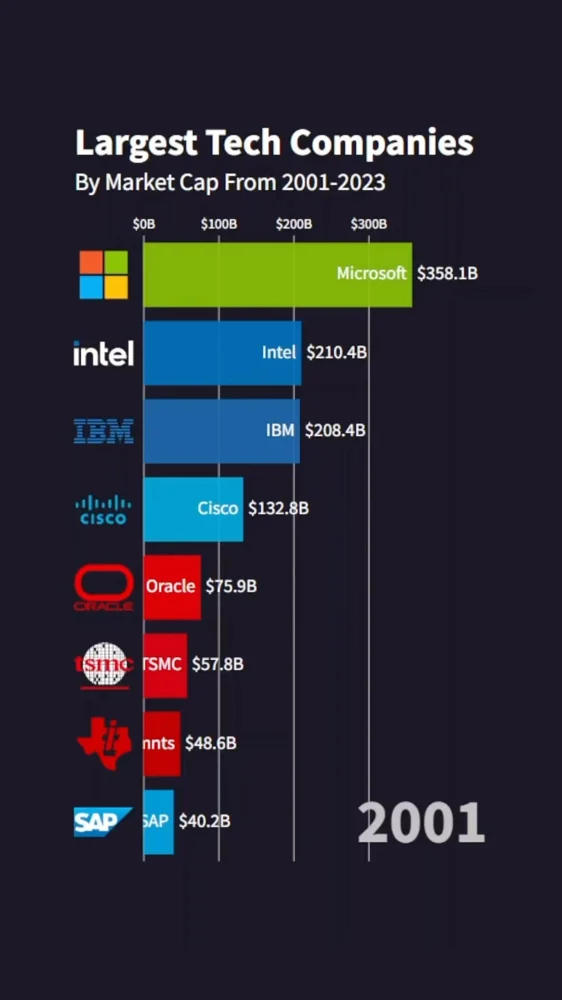 Largest Tech Companies
By Market Cap From 2001-2023
$0B $100B $200B $300B
Microsoft $358.1B
intel Intel $210.4B
IBM IBM $208.4B
CISCO Cisco $132.8B
ORACLE Oracle $75.9B
tsmc TSMC $57.8B
mnts $48.6B
SAP SAP $40.2B
2001